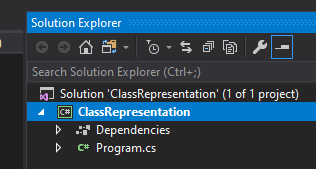 Solution Explorer
Search Solution Explorer (Ctrl+;)
Solution 'ClassRepresentation' (1 of 1 project)
C# ClassRepresentation
Dependencies
C# Program.cs